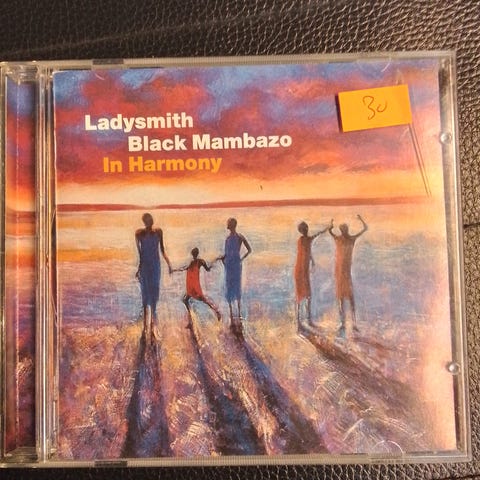 Ladysmith
Black Mambazo
In Harmony
30